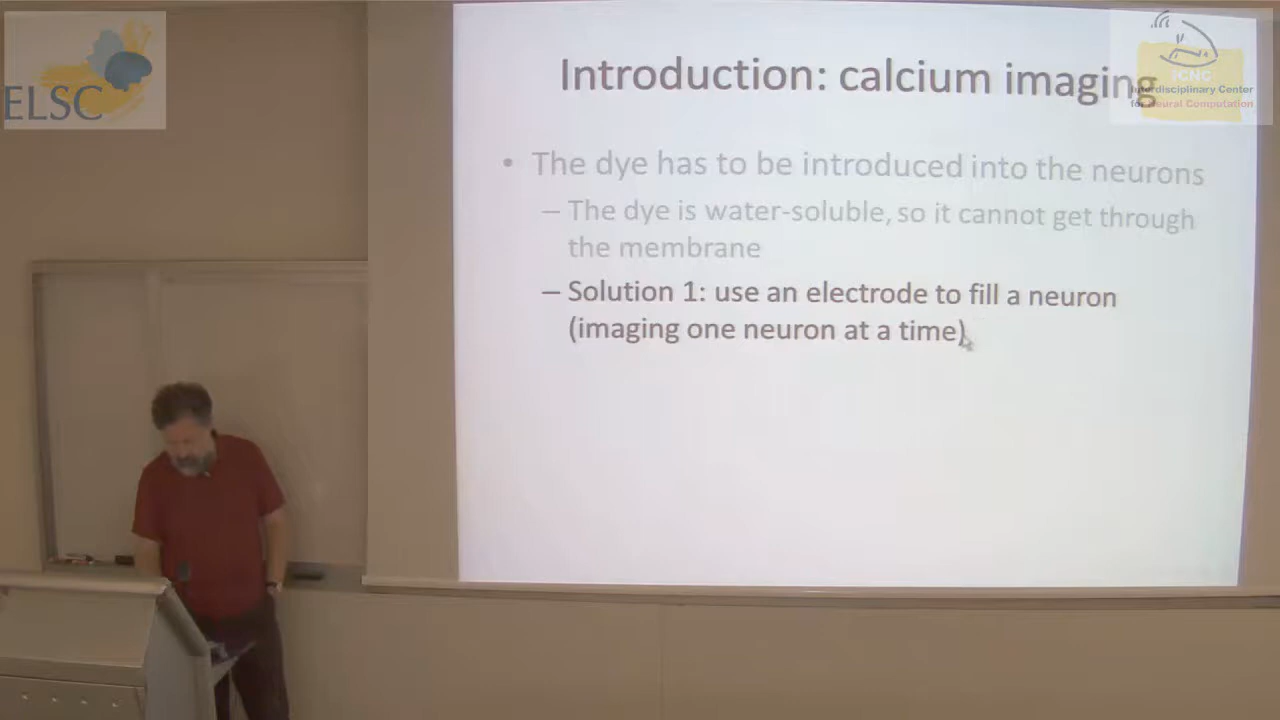 ELSC
ICNC
Interdisciplinary Center
for Neural Computation
Introduction: calcium imaging
• The dye has to be introduced into the neurons
– The dye is water-soluble, so it cannot get through
the membrane
– Solution 1: use an electrode to fill a neuron
(imaging one neuron at a time)